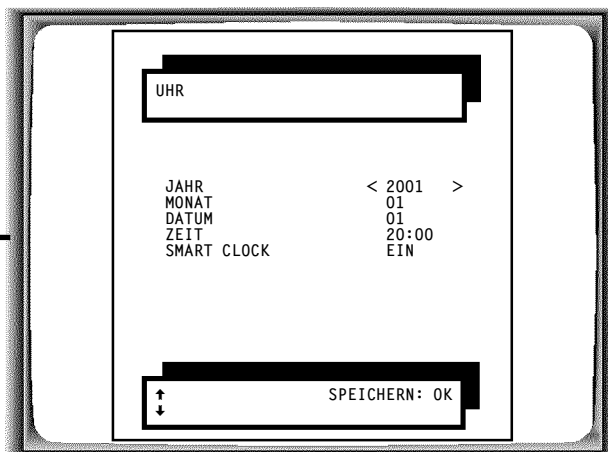 UHR
JAHR < 2001 >
MONAT 01
DATUM 01
ZEIT 20:00
SMART CLOCK EIN
↑ SPEICHERN: OK
↓